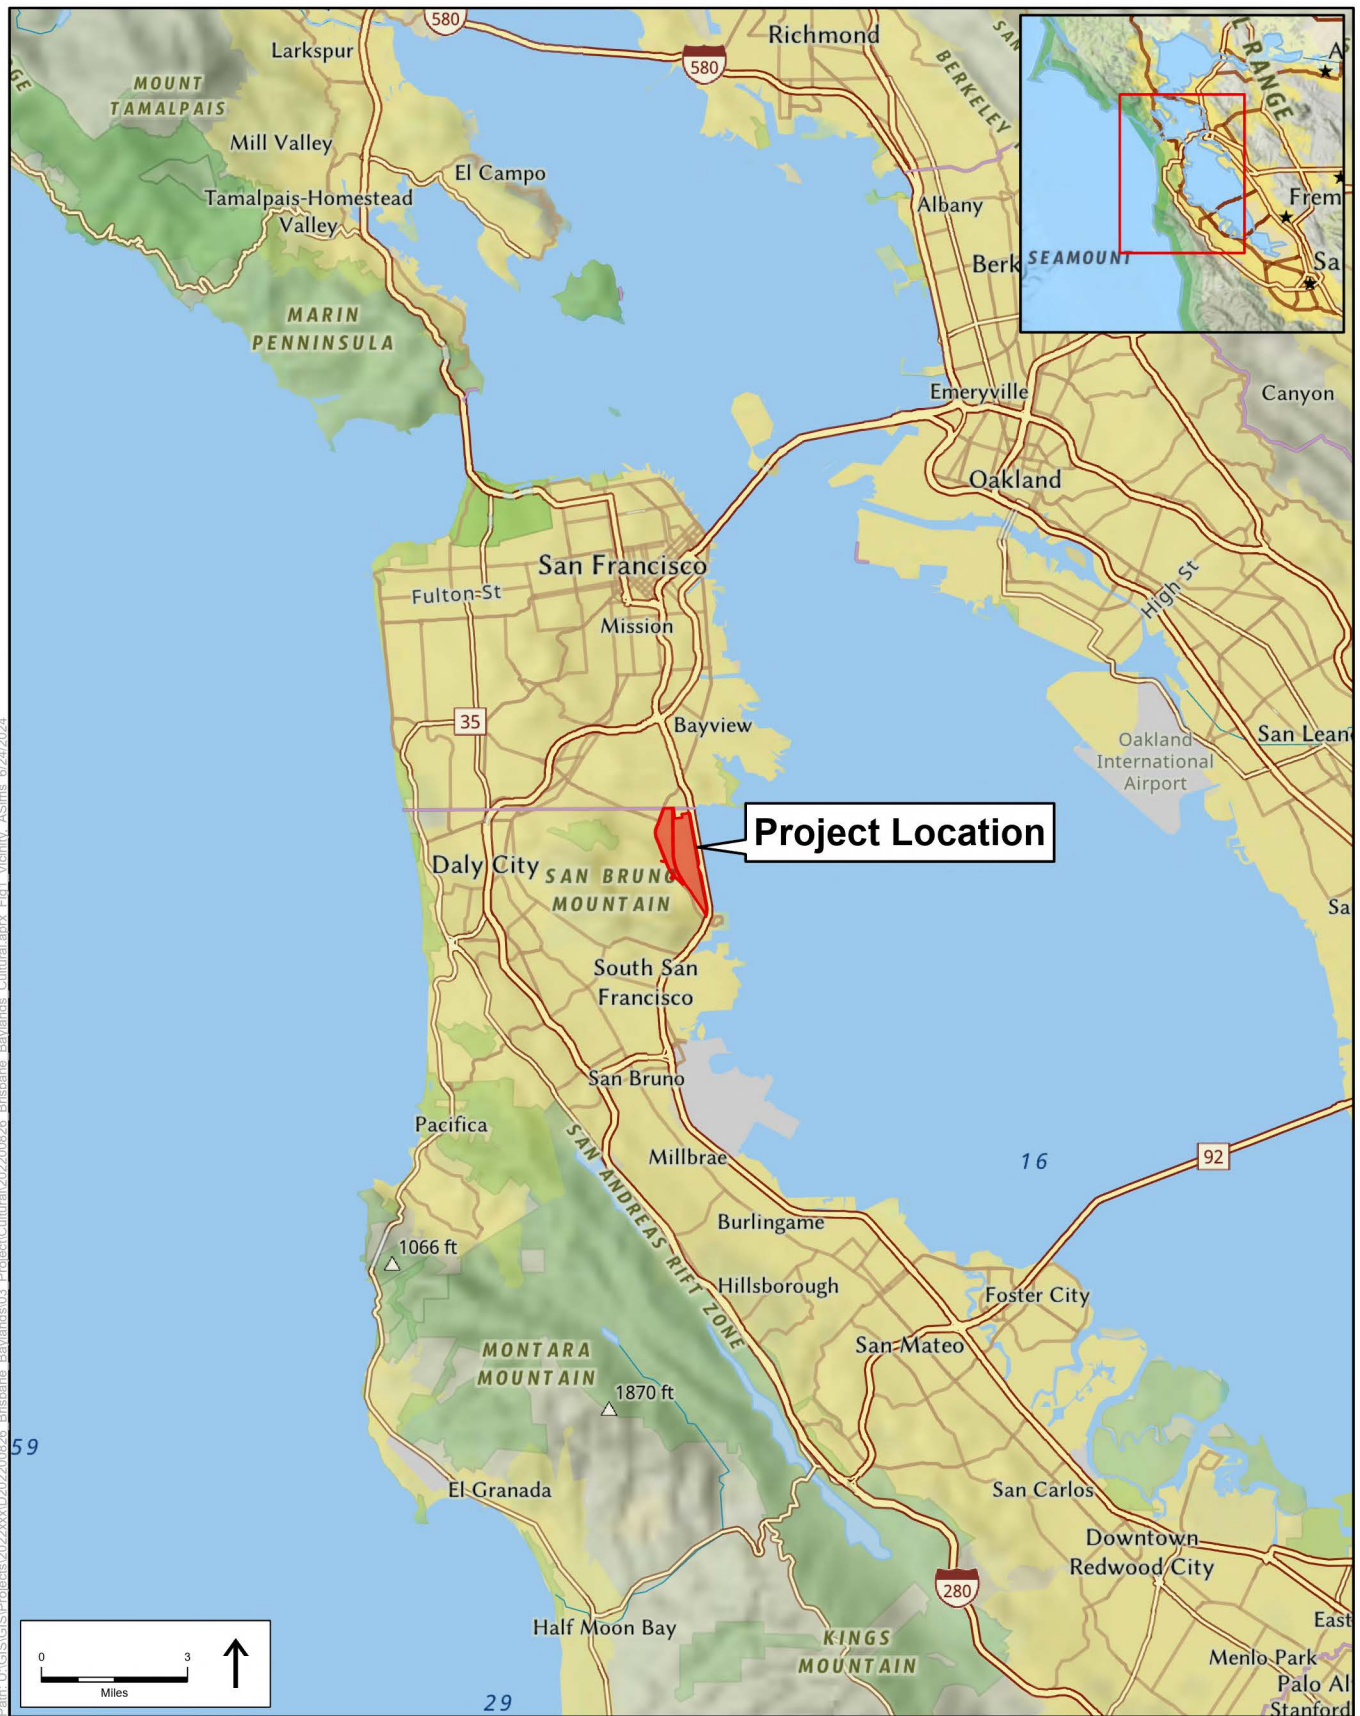 580
Larkspur
580
Richmond
MOUNT
TAMALPAIS
BERKELEY
L RANGE
Mill Valley
El Campo
Tamalpais-Homestead
Valley
Albany
Frem
Berk
SEAMOUNT
Sa
MARIN
PENNINSULA
Emeryville
Canyon
Oakland
San Francisco
Fulton St
High St
Mission
35
Bayview
San Lean
Oakland
International
Airport
Project Location
Daly City
SAN BRUNO
MOUNTAIN
Sa
South San
Francisco
San Bruno
Pacifica
SAN ANDREAS RIFT ZONE
Millbrae
16
92
Burlingame
1066 ft
Hillsborough
Foster City
San Mateo
MONTARA
MOUNTAIN
1870 ft
59
El Granada
San Carlos
Downtown
Redwood City
280
Half Moon Bay
KINGS
MOUNTAIN
East
Menlo Park
Palo Al
Stanford
0 3
Miles
29